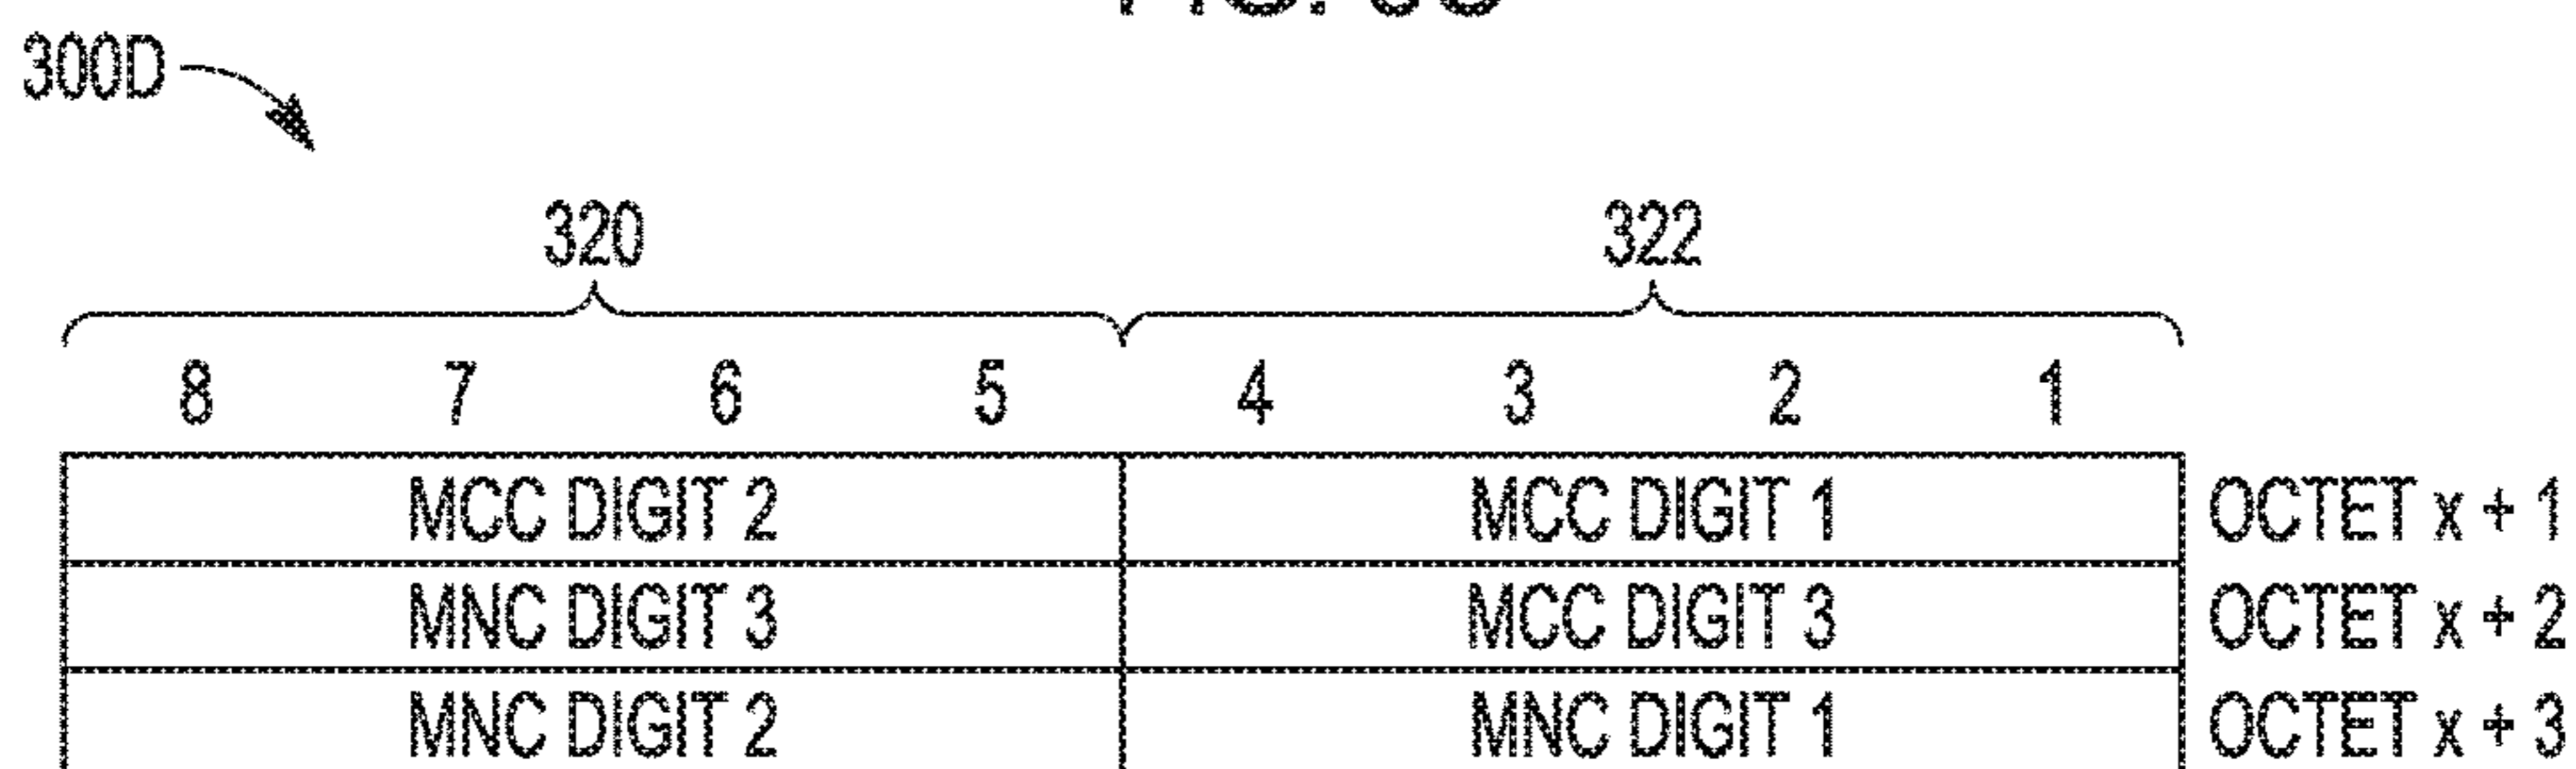 300D
320 322
8 7 6 5 4 3 2 1
MCC DIGIT 2 MCC DIGIT 1 OCTET x + 1
MNC DIGIT 3 MCC DIGIT 3 OCTET x + 2
MNC DIGIT 2 MNC DIGIT 1 OCTET x + 3